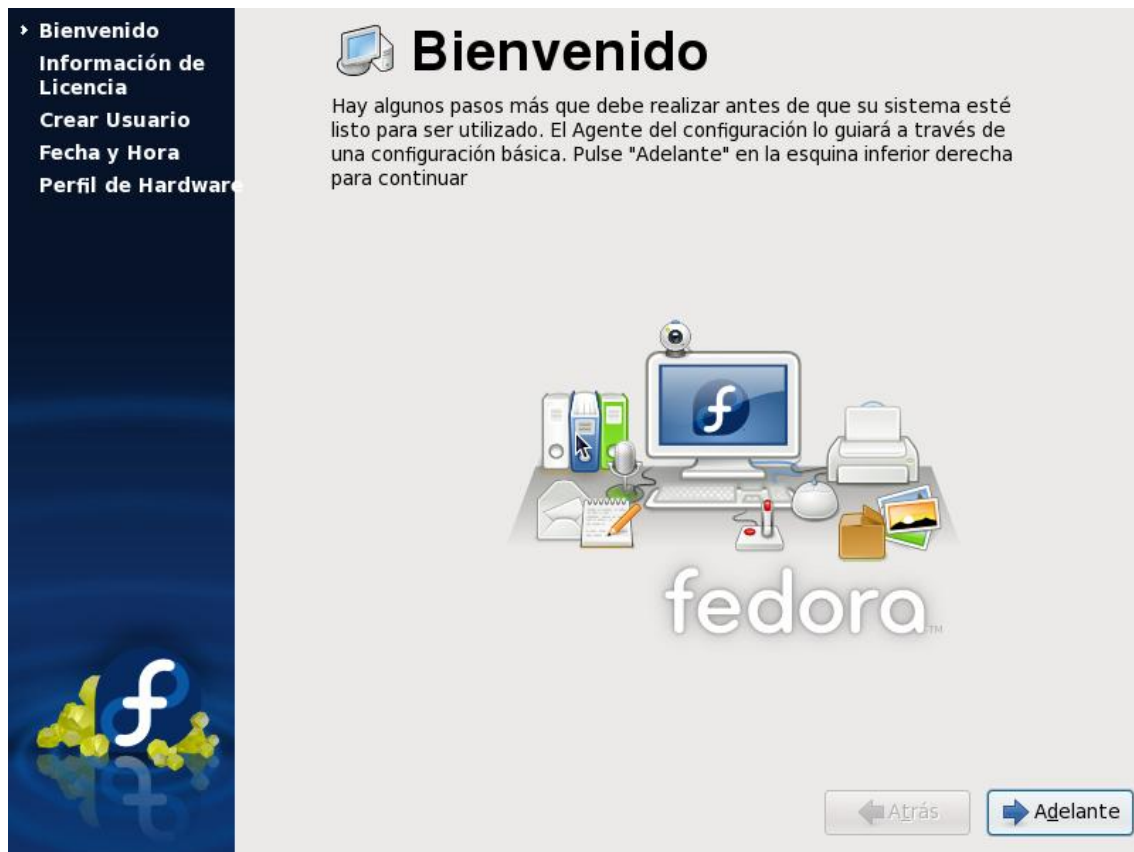 Bienvenido
Información de
Licencia
Crear Usuario
Fecha y Hora
Perfil de Hardware
Bienvenido
Hay algunos pasos más que debe realizar antes de que su sistema esté
listo para ser utilizado. El Agente del configuración lo guiará a través de
una configuración básica. Pulse "Adelante" en la esquina inferior derecha
para continuar
fedora™
Atrás
Adelante